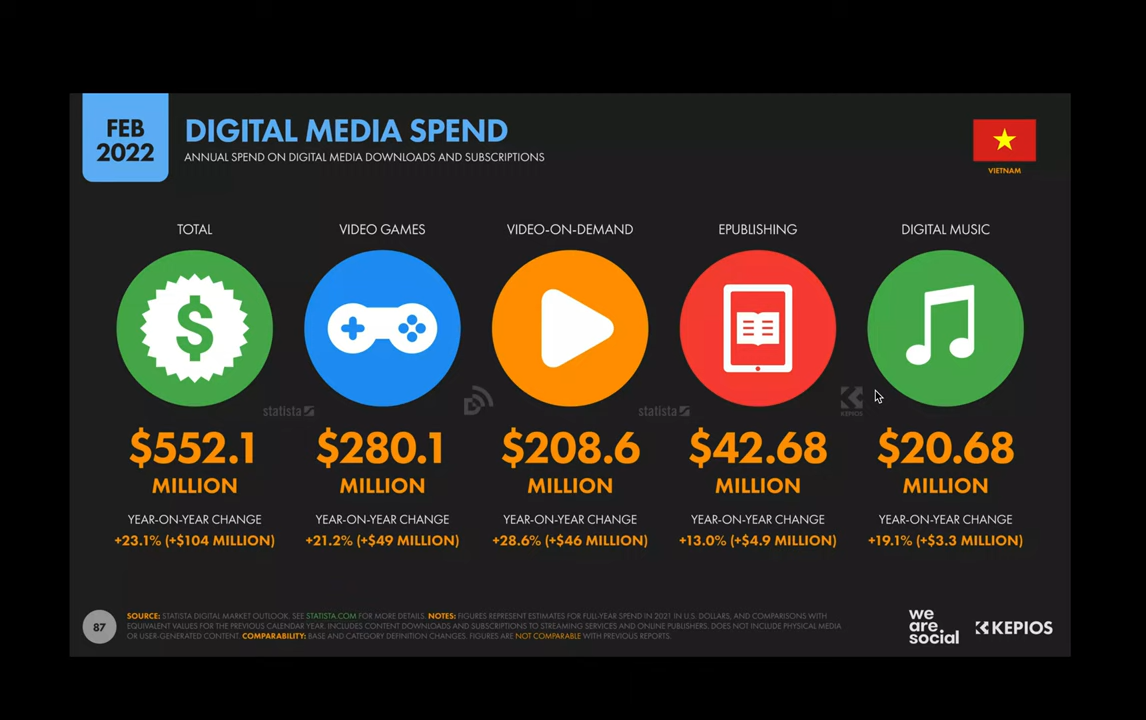 FEB
2022
DIGITAL MEDIA SPEND
ANNUAL SPEND ON DIGITAL MEDIA DOWNLOADS AND SUBSCRIPTIONS
VIETNAM
TOTAL
VIDEO GAMES
VIDEO-ON-DEMAND
EPUBLISHING
DIGITAL MUSIC
statista
statista
KEPIOS
$552.1
$280.1
$208.6
$42.68
$20.68
MILLION
MILLION
MILLION
MILLION
MILLION
YEAR-ON-YEAR CHANGE
YEAR-ON-YEAR CHANGE
YEAR-ON-YEAR CHANGE
YEAR-ON-YEAR CHANGE
YEAR-ON-YEAR CHANGE
+23.1% (+$104 MILLION)
+21.2% (+$49 MILLION)
+28.6% (+$46 MILLION)
+13.0% (+$4.9 MILLION)
+19.1% (+$3.3 MILLION)
87
SOURCE: STATISTA DIGITAL MARKET OUTLOOK. SEE STATISTA.COM FOR MORE DETAILS. NOTES: FIGURES REPRESENT ESTIMATES FOR FULL-YEAR SPEND IN 2021 IN U.S. DOLLARS, AND COMPARISONS WITH
EQUIVALENT VALUES FOR THE PREVIOUS CALENDAR YEAR. INCLUDES CONTENT DOWNLOADS AND SUBSCRIPTIONS TO STREAMING SERVICES AND ONLINE PUBLISHERS. DOES NOT INCLUDE PHYSICAL MEDIA
OR USER-GENERATED CONTENT. COMPARABILITY: BASE AND CATEGORY DEFINITION CHANGES. FIGURES ARE NOT COMPARABLE WITH PREVIOUS REPORTS.
we
are
social
KEPIOS